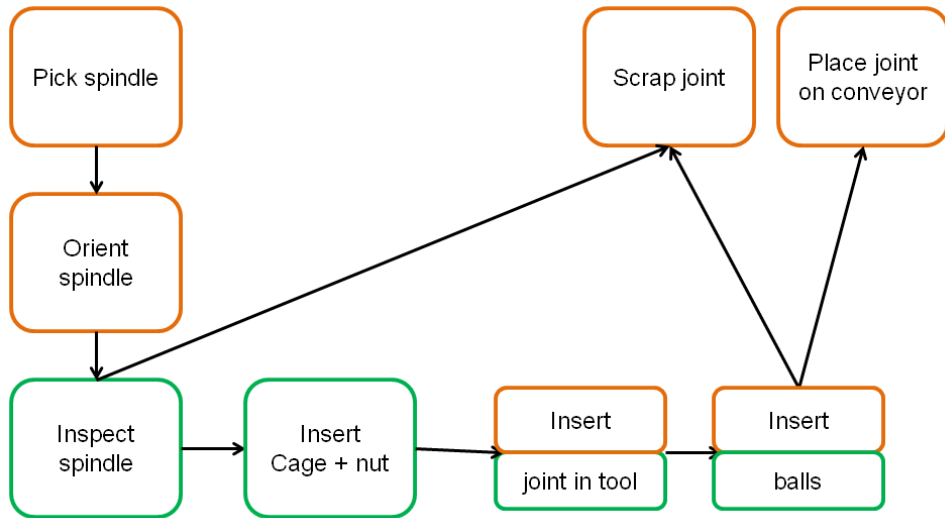 Pick spindle
Scrap joint
Place joint
on conveyor
Orient
spindle
Inspect
spindle
Insert
Cage + nut
Insert
joint in tool
Insert
balls